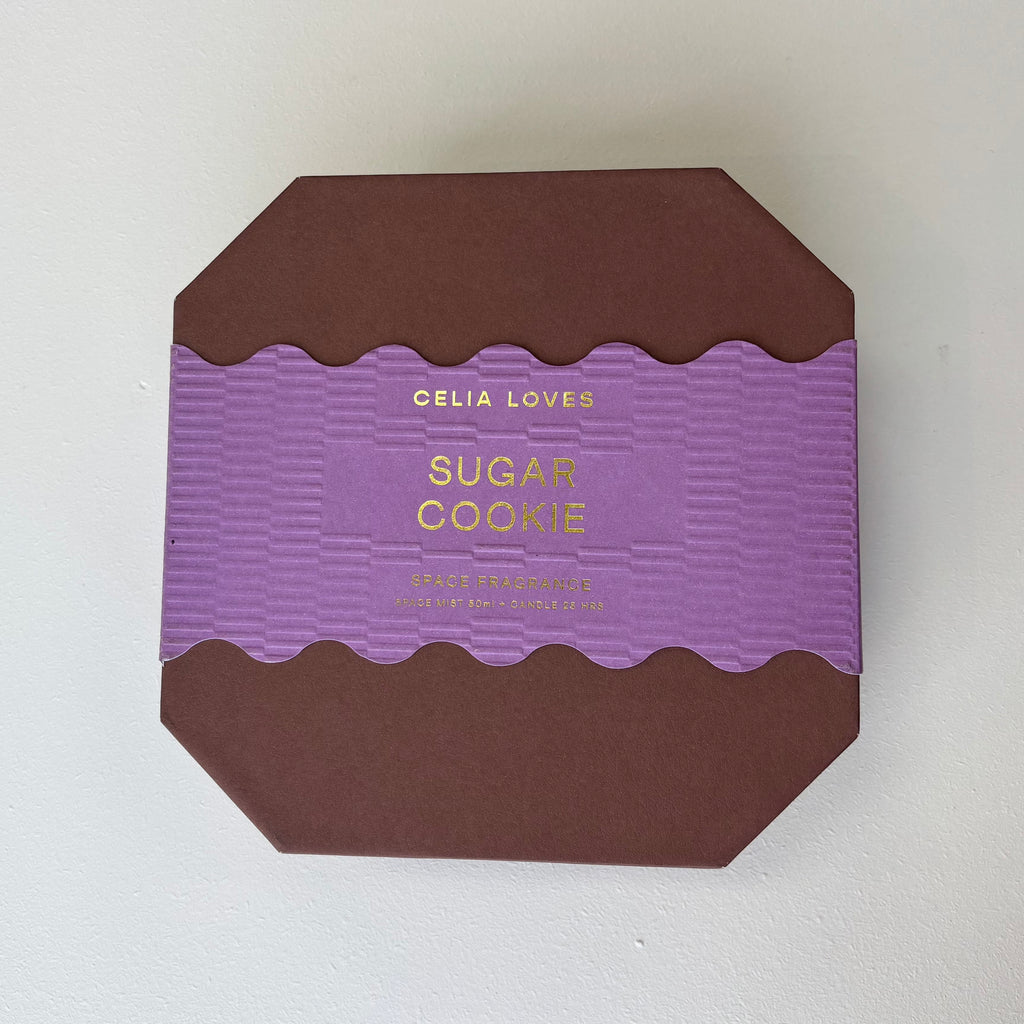 CELIA LOVES
SUGAR
COOKIE
SPACE FRAGRANCE
SPACE MIST 50ml + CANDLE 25 HRS